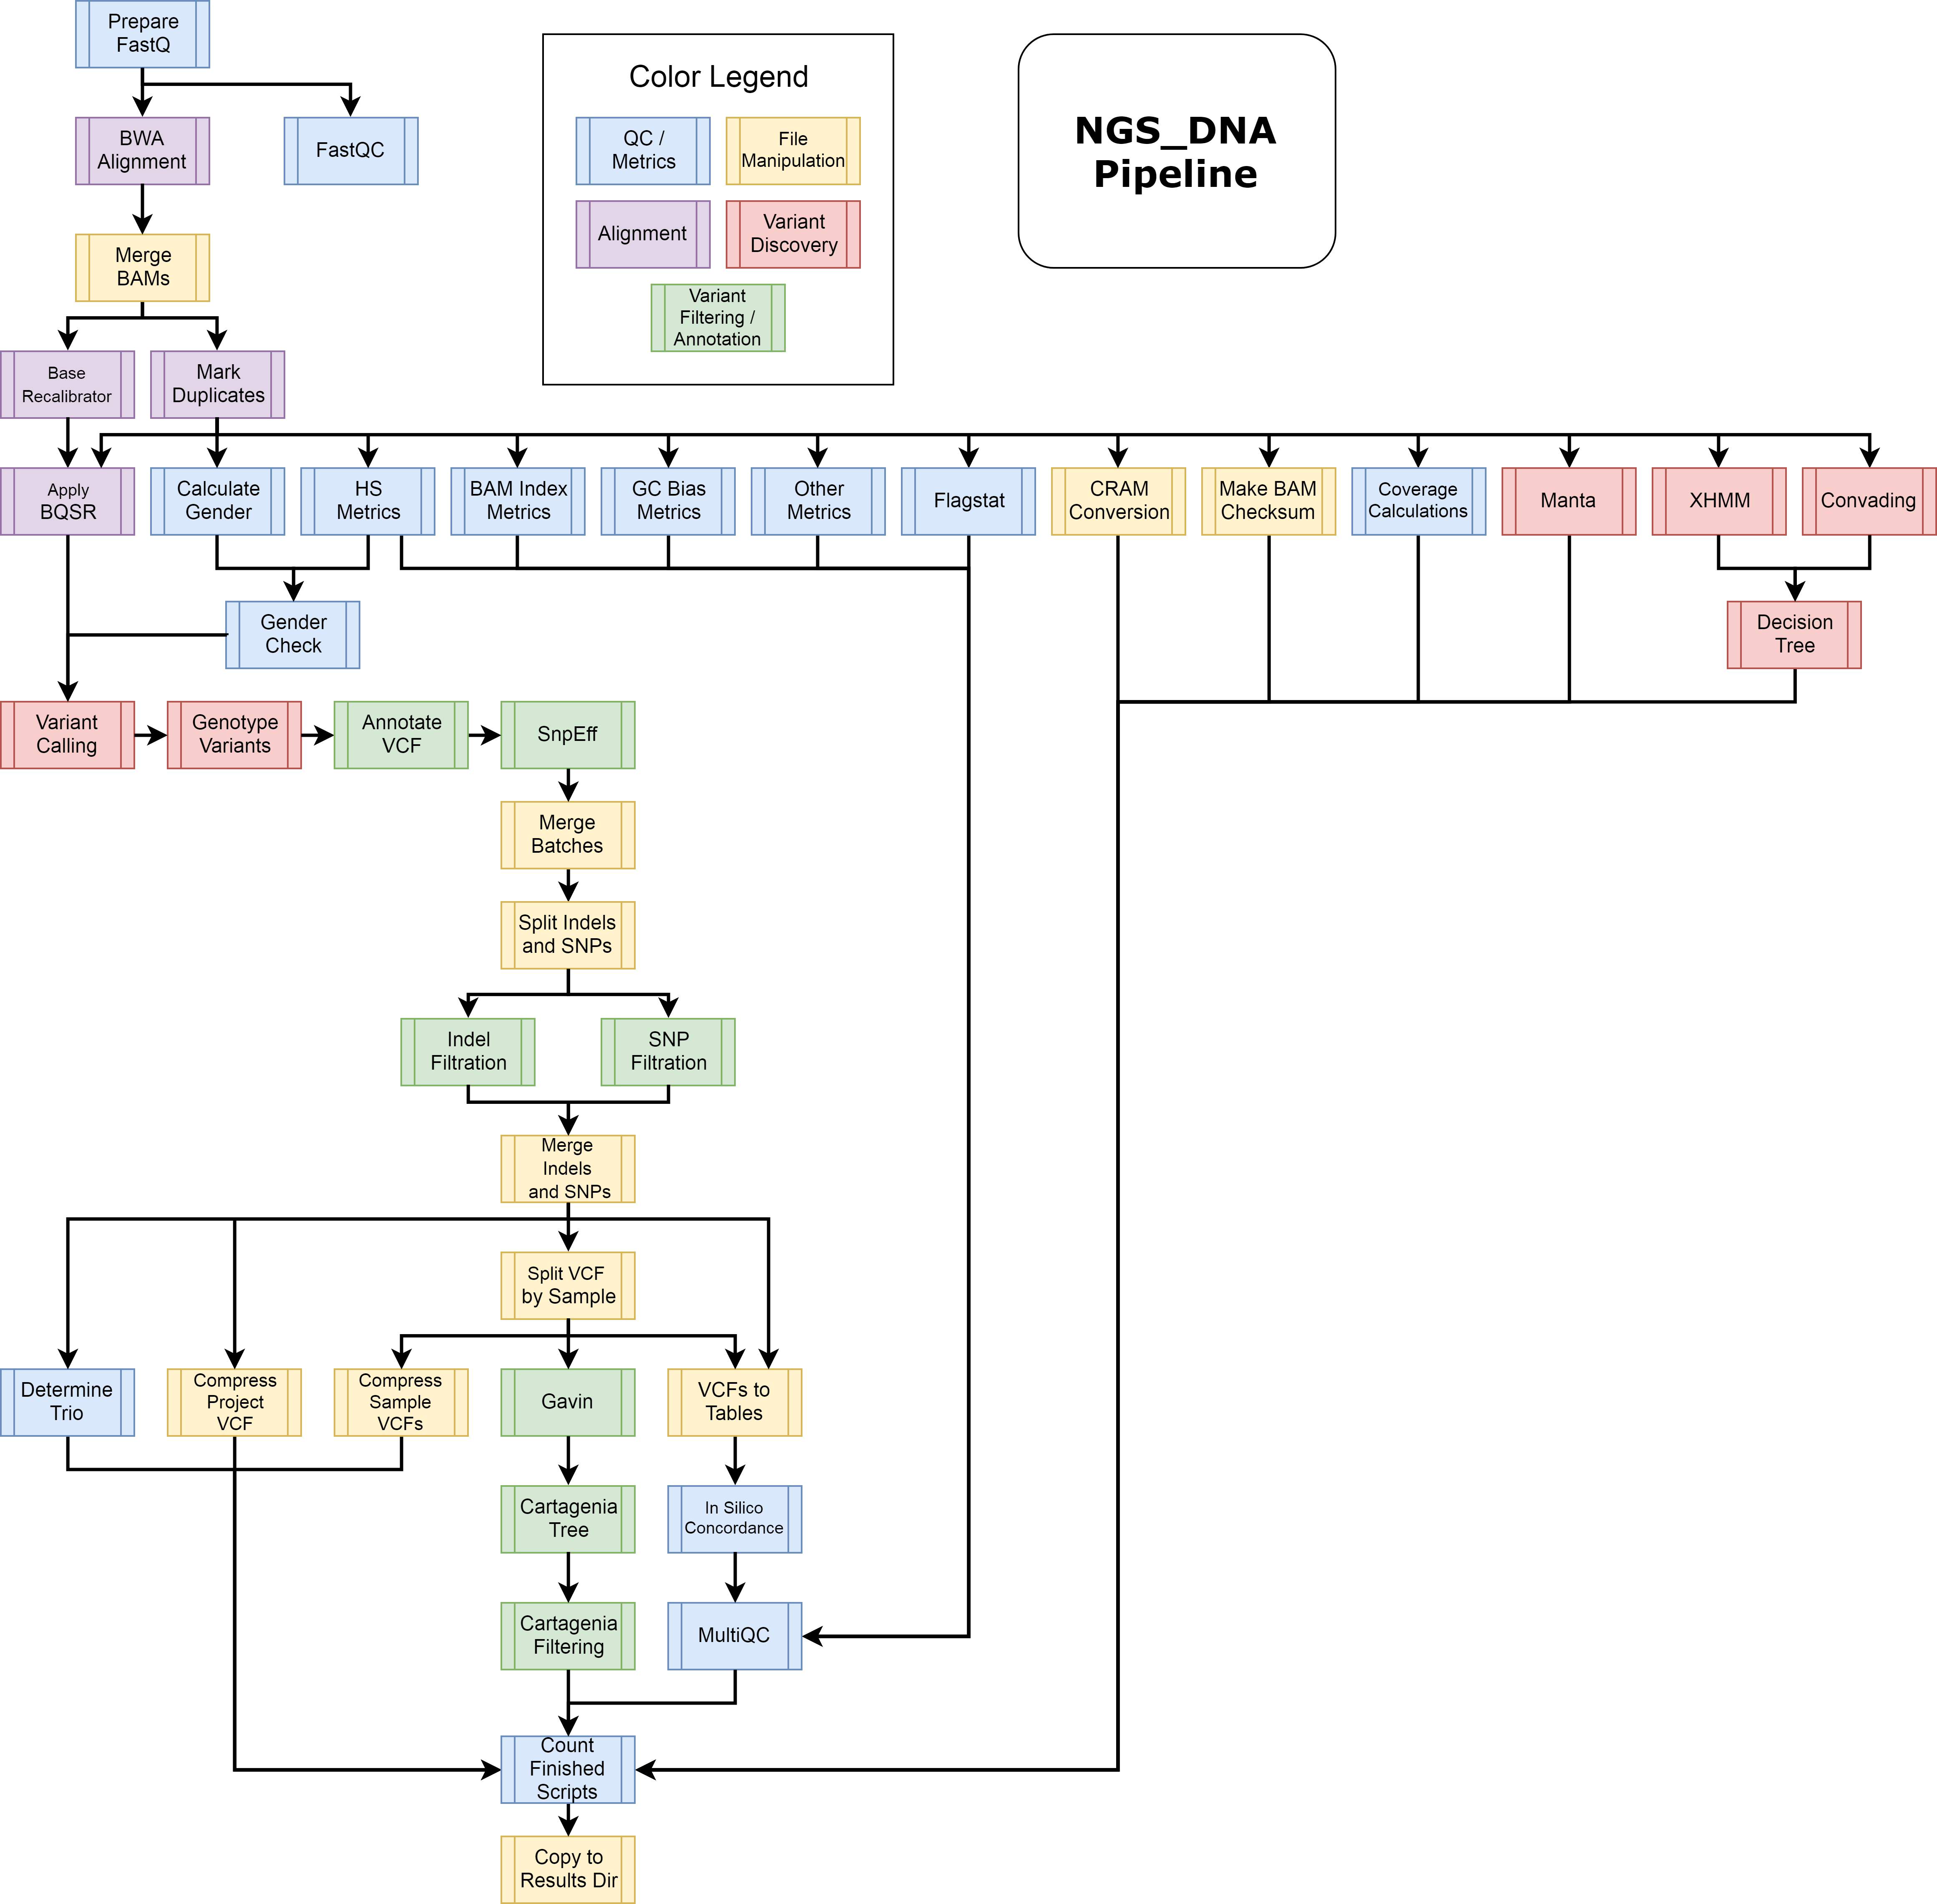 Prepare
FastQ
Color Legend
NGS_DNA
Pipeline
BWA
Alignment
FastQC
QC /
Metrics
File
Manipulation
Alignment
Variant
Discovery
Merge
BAMs
Variant
Filtering /
Annotation
Base
Recalibrator
Mark
Duplicates
Apply
BQSR
Calculate
Gender
HS
Metrics
BAM Index
Metrics
GC Bias
Metrics
Other
Metrics
Flagstat
CRAM
Conversion
Make BAM
Checksum
Coverage
Calculations
Manta
XHMM
Convading
Gender
Check
Decision
Tree
Variant
Calling
Genotype
Variants
Annotate
VCF
SnpEff
Merge
Batches
Split Indels
and SNPs
Indel
Filtration
SNP
Filtration
Merge
Indels
and SNPs
Split VCF
by Sample
Determine
Trio
Compress
Project
VCF
Compress
Sample
VCFs
Gavin
VCFs to
Tables
Cartagenia
Tree
In Silico
Concordance
Cartagenia
Filtering
MultiQC
Count
Finished
Scripts
Copy to
Results Dir